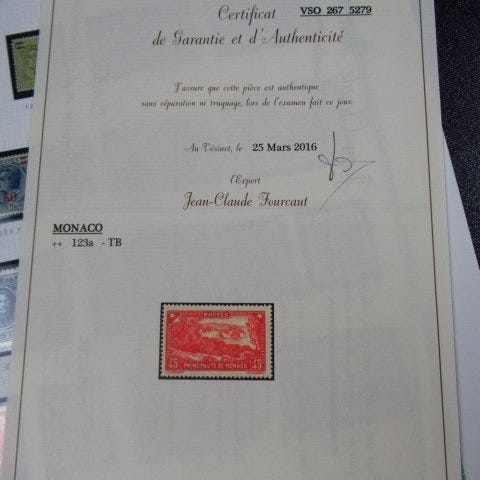 Certificat
VSO 267 5279
de Garantie et d'Authenticité
J'assure que cette pièce est authentique
sans réparation ni truquage, lors de l'examen fait ce jour.
Au Vésinet, le 25 Mars 2016
l'Expert
Jean-Claude Fourcaut
MONACO
++ 123a - TB
POSTES
45 PRINCIPAUTE DE MONACO 45